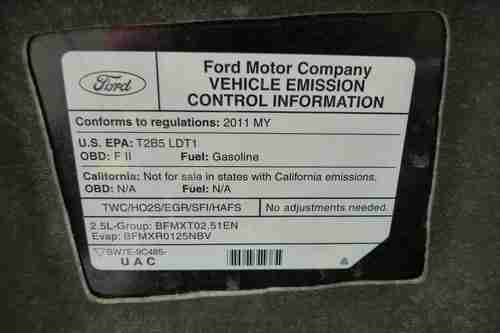 Ford
Ford Motor Company
VEHICLE EMISSION
CONTROL INFORMATION
Conforms to regulations: 2011 MY
U.S. EPA: T2B5 LDT1
OBD: F II Fuel: Gasoline
California: Not for sale in states with California emissions.
OBD: N/A Fuel: N/A
TWC/HO2S/EGR/SFI/HAFS No adjustments needed.
2.5L-Group: BFMXT02.51EN
Evap: BFMXR0125NBV
BW7E-9C485-
U A C